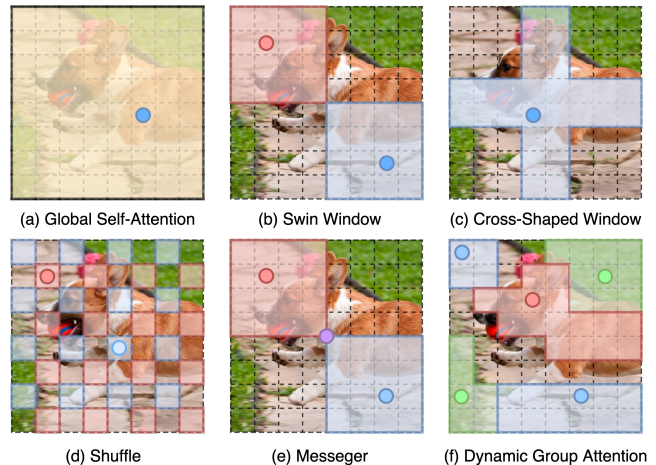 (a) Global Self-Attention
(b) Swin Window
(c) Cross-Shaped Window
(d) Shuffle
(e) Messeger
(f) Dynamic Group Attention